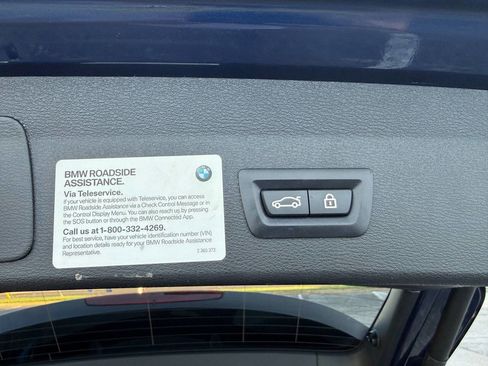 BMW ROADSIDE
ASSISTANCE.
Via Teleservice.
If your vehicle is equipped with Teleservice, you can access
BMW Roadside Assistance via a Check Control Message or in
the Control Display Menu. You can also reach us by pressing
the SOS button or through the BMW Connected App.
Call us at 1-800-332-4269.
For best service, have your vehicle identification number (VIN)
and location details ready for your BMW Roadside Assistance
Representative.